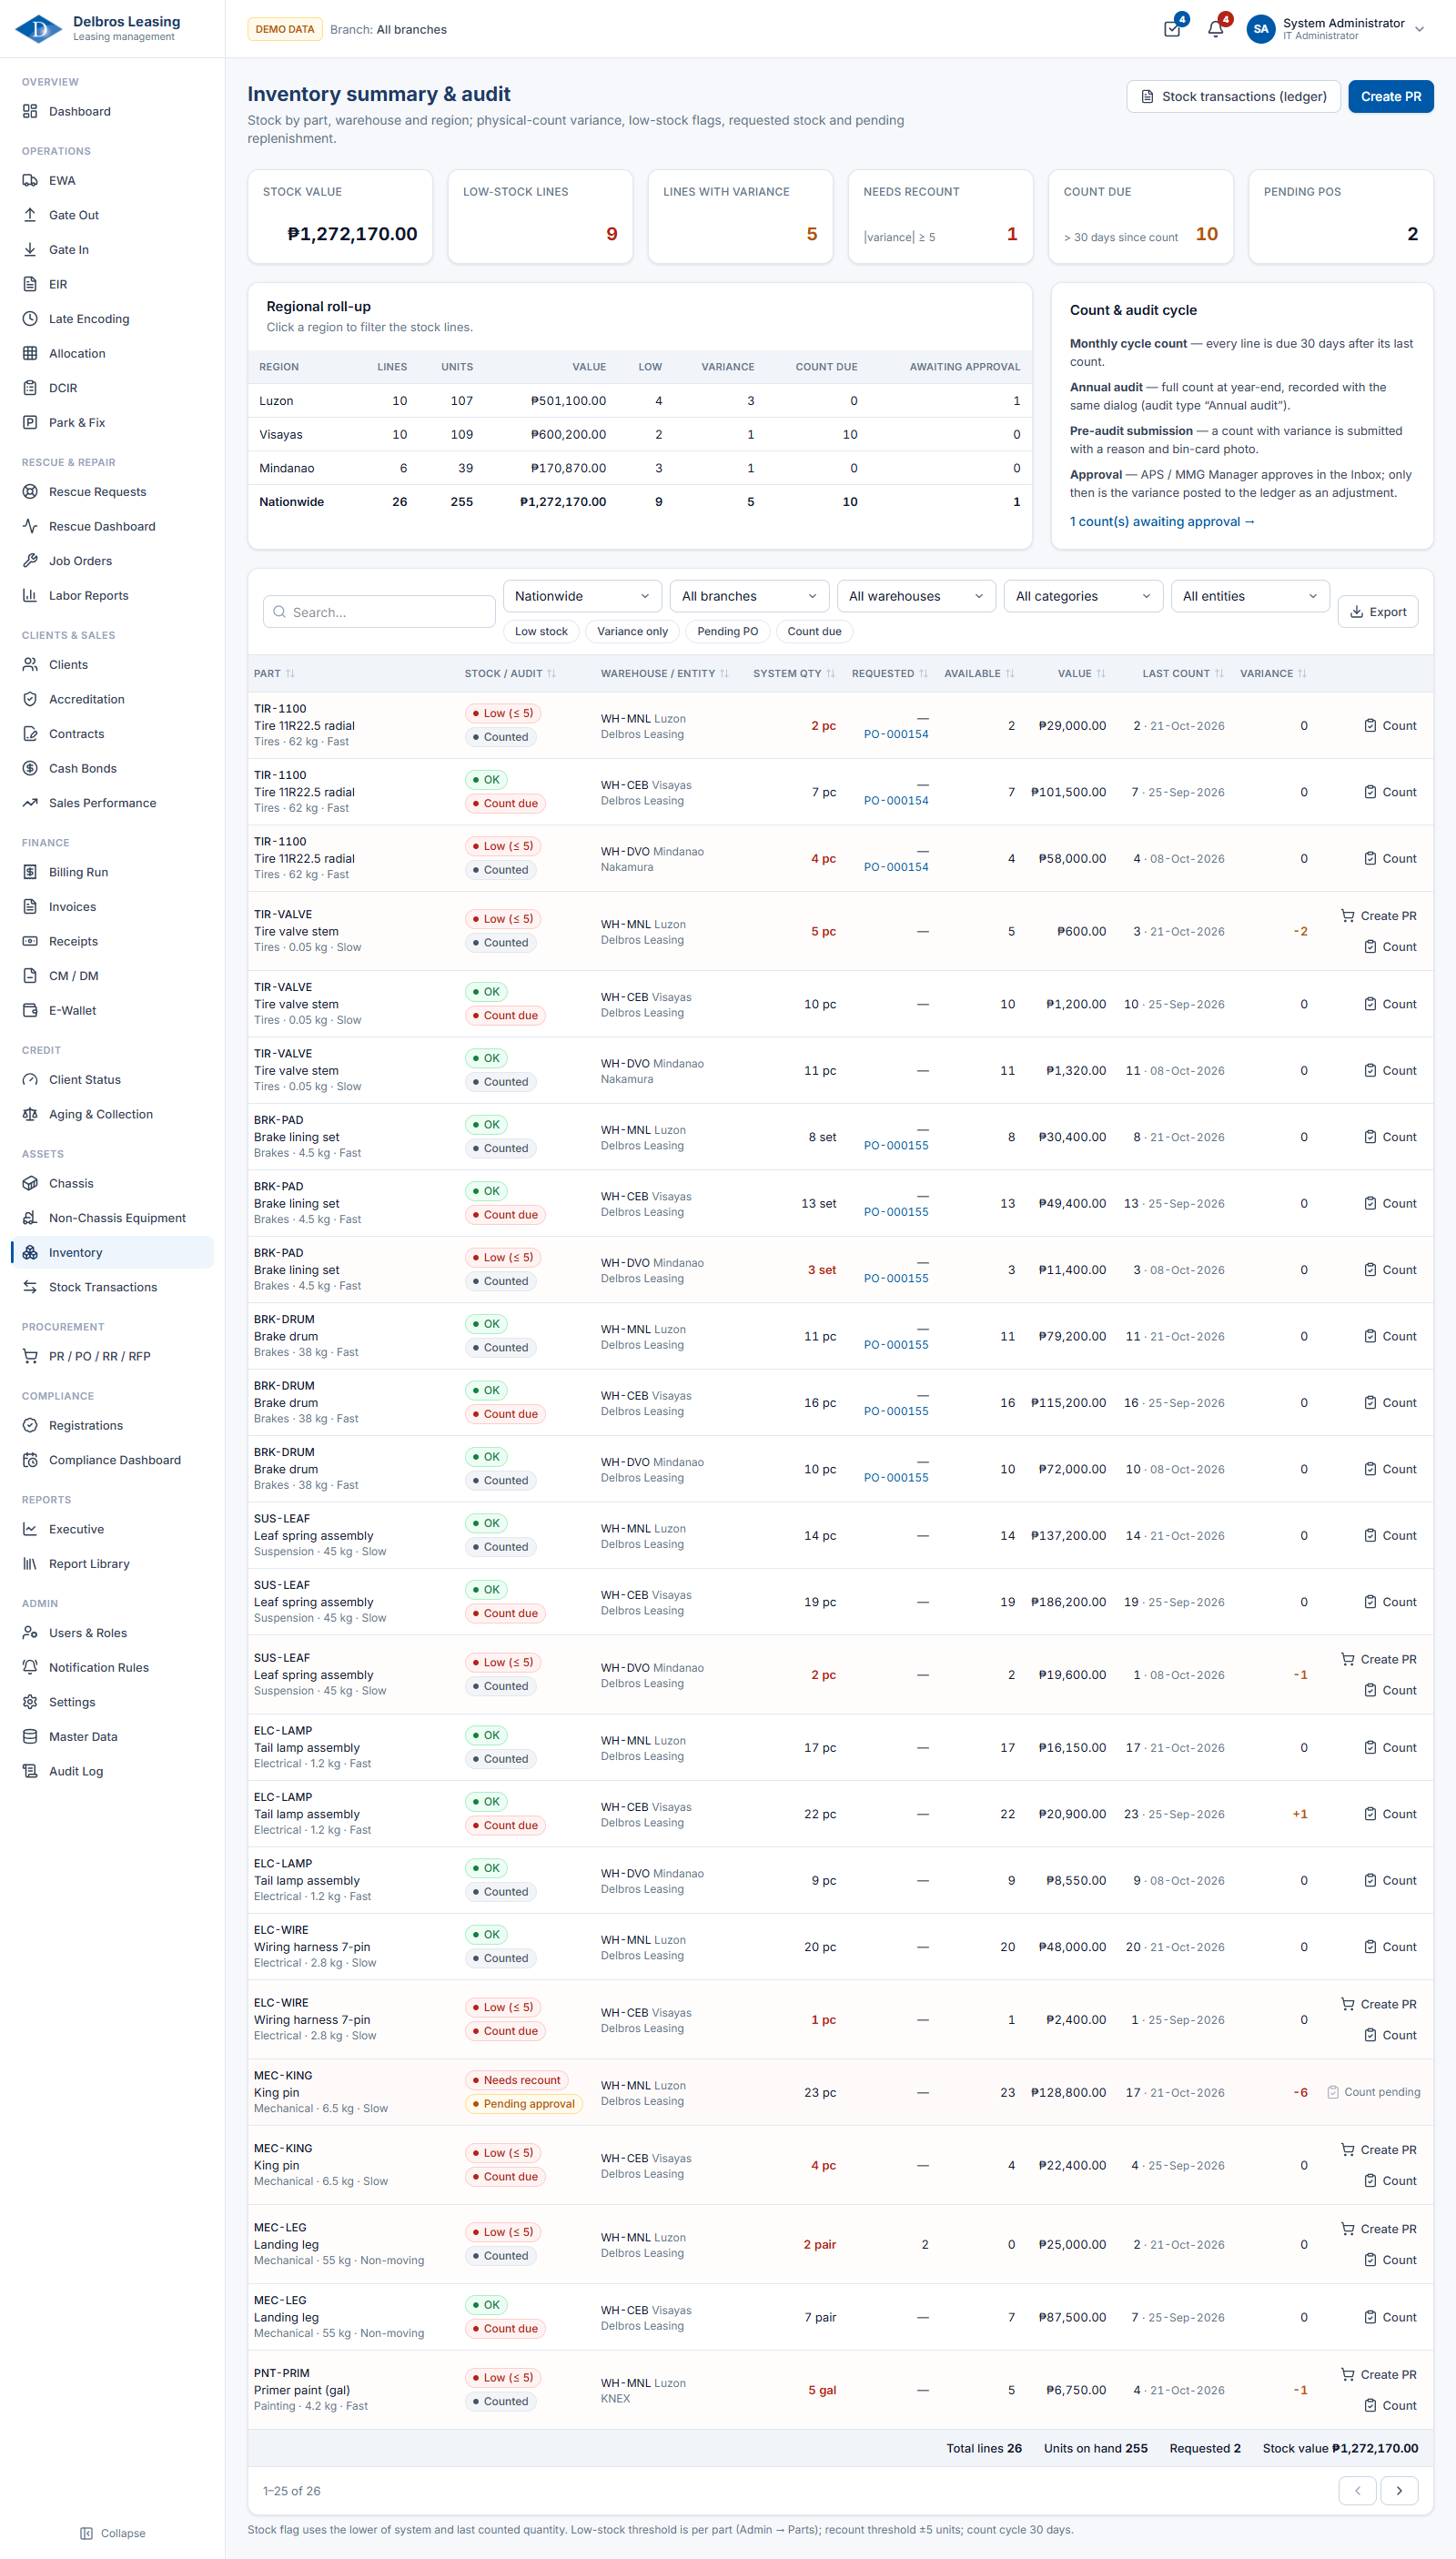 Delbros Leasing
Leasing management
DEMO DATA Branch: All branches
4
4
SA
System Administrator
IT Administrator
OVERVIEW
Dashboard
OPERATIONS
EWA
Gate Out
Gate In
EIR
Late Encoding
Allocation
DCIR
Park & Fix
RESCUE & REPAIR
Rescue Requests
Rescue Dashboard
Job Orders
Labor Reports
CLIENTS & SALES
Clients
Accreditation
Contracts
Cash Bonds
Sales Performance
FINANCE
Billing Run
Invoices
Receipts
CM / DM
E-Wallet
CREDIT
Client Status
Aging & Collection
ASSETS
Chassis
Non-Chassis Equipment
Inventory
Stock Transactions
PROCUREMENT
PR / PO / RR / RFP
COMPLIANCE
Registrations
Compliance Dashboard
REPORTS
Executive
Report Library
ADMIN
Users & Roles
Notification Rules
Settings
Master Data
Audit Log
Collapse
Inventory summary & audit
Stock by part, warehouse and region; physical-count variance, low-stock flags, requested stock and pending
replenishment.
Stock transactions (ledger)
Create PR
STOCK VALUE
₱1,272,170.00
LOW-STOCK LINES
9
LINES WITH VARIANCE
5
NEEDS RECOUNT
|variance| ≥ 5 1
COUNT DUE
> 30 days since count 10
PENDING POS
2
Regional roll-up
Click a region to filter the stock lines.
REGION LINES UNITS VALUE LOW VARIANCE COUNT DUE AWAITING APPROVAL
Luzon 10 107 ₱501,100.00 4 3 0 1
Visayas 10 109 ₱600,200.00 2 1 10 0
Mindanao 6 39 ₱170,870.00 3 1 0 0
Nationwide 26 255 ₱1,272,170.00 9 5 10 1
Count & audit cycle
Monthly cycle count — every line is due 30 days after its last
count.
Annual audit — full count at year-end, recorded with the
same dialog (audit type “Annual audit”).
Pre-audit submission — a count with variance is submitted
with a reason and bin-card photo.
Approval — APS / MMG Manager approves in the Inbox; only
then is the variance posted to the ledger as an adjustment.
1 count(s) awaiting approval →
Search...
Nationwide
All branches
All warehouses
All categories
All entities
Low stock
Variance only
Pending PO
Count due
Export
PART STOCK / AUDIT WAREHOUSE / ENTITY SYSTEM QTY REQUESTED AVAILABLE VALUE LAST COUNT VARIANCE
TIR-1100
Tire 11R22.5 radial
Tires · 62 kg · Fast
Low (≤ 5)
Counted
WH-MNL Luzon
Delbros Leasing
2 pc
—
PO-000154
2 ₱29,000.00 2 · 21-Oct-2026 0 Count
TIR-1100
Tire 11R22.5 radial
Tires · 62 kg · Fast
OK
Count due
WH-CEB Visayas
Delbros Leasing
7 pc
—
PO-000154
7 ₱101,500.00 7 · 25-Sep-2026 0 Count
TIR-1100
Tire 11R22.5 radial
Tires · 62 kg · Fast
Low (≤ 5)
Counted
WH-DVO Mindanao
Nakamura
4 pc
—
PO-000154
4 ₱58,000.00 4 · 08-Oct-2026 0 Count
TIR-VALVE
Tire valve stem
Tires · 0.05 kg · Slow
Low (≤ 5)
Counted
WH-MNL Luzon
Delbros Leasing
5 pc — 5 ₱600.00 3 · 21-Oct-2026 -2
Create PR
Count
TIR-VALVE
Tire valve stem
Tires · 0.05 kg · Slow
OK
Count due
WH-CEB Visayas
Delbros Leasing
10 pc — 10 ₱1,200.00 10 · 25-Sep-2026 0 Count
TIR-VALVE
Tire valve stem
Tires · 0.05 kg · Slow
OK
Counted
WH-DVO Mindanao
Nakamura
11 pc — 11 ₱1,320.00 11 · 08-Oct-2026 0 Count
BRK-PAD
Brake lining set
Brakes · 4.5 kg · Fast
OK
Counted
WH-MNL Luzon
Delbros Leasing
8 set
—
PO-000155
8 ₱30,400.00 8 · 21-Oct-2026 0 Count
BRK-PAD
Brake lining set
Brakes · 4.5 kg · Fast
OK
Count due
WH-CEB Visayas
Delbros Leasing
13 set
—
PO-000155
13 ₱49,400.00 13 · 25-Sep-2026 0 Count
BRK-PAD
Brake lining set
Brakes · 4.5 kg · Fast
Low (≤ 5)
Counted
WH-DVO Mindanao
Delbros Leasing
3 set
—
PO-000155
3 ₱11,400.00 3 · 08-Oct-2026 0 Count
BRK-DRUM
Brake drum
Brakes · 38 kg · Fast
OK
Counted
WH-MNL Luzon
Delbros Leasing
11 pc
—
PO-000155
11 ₱79,200.00 11 · 21-Oct-2026 0 Count
BRK-DRUM
Brake drum
Brakes · 38 kg · Fast
OK
Count due
WH-CEB Visayas
Delbros Leasing
16 pc
—
PO-000155
16 ₱115,200.00 16 · 25-Sep-2026 0 Count
BRK-DRUM
Brake drum
Brakes · 38 kg · Fast
OK
Counted
WH-DVO Mindanao
Delbros Leasing
10 pc
—
PO-000155
10 ₱72,000.00 10 · 08-Oct-2026 0 Count
SUS-LEAF
Leaf spring assembly
Suspension · 45 kg · Slow
OK
Counted
WH-MNL Luzon
Delbros Leasing
14 pc — 14 ₱137,200.00 14 · 21-Oct-2026 0 Count
SUS-LEAF
Leaf spring assembly
Suspension · 45 kg · Slow
OK
Count due
WH-CEB Visayas
Delbros Leasing
19 pc — 19 ₱186,200.00 19 · 25-Sep-2026 0 Count
SUS-LEAF
Leaf spring assembly
Suspension · 45 kg · Slow
Low (≤ 5)
Counted
WH-DVO Mindanao
Delbros Leasing
2 pc — 2 ₱19,600.00 1 · 08-Oct-2026 -1
Create PR
Count
ELC-LAMP
Tail lamp assembly
Electrical · 1.2 kg · Fast
OK
Counted
WH-MNL Luzon
Delbros Leasing
17 pc — 17 ₱16,150.00 17 · 21-Oct-2026 0 Count
ELC-LAMP
Tail lamp assembly
Electrical · 1.2 kg · Fast
OK
Count due
WH-CEB Visayas
Delbros Leasing
22 pc — 22 ₱20,900.00 23 · 25-Sep-2026 +1 Count
ELC-LAMP
Tail lamp assembly
Electrical · 1.2 kg · Fast
OK
Counted
WH-DVO Mindanao
Delbros Leasing
9 pc — 9 ₱8,550.00 9 · 08-Oct-2026 0 Count
ELC-WIRE
Wiring harness 7-pin
Electrical · 2.8 kg · Slow
OK
Counted
WH-MNL Luzon
Delbros Leasing
20 pc — 20 ₱48,000.00 20 · 21-Oct-2026 0 Count
ELC-WIRE
Wiring harness 7-pin
Electrical · 2.8 kg · Slow
Low (≤ 5)
Count due
WH-CEB Visayas
Delbros Leasing
1 pc — 1 ₱2,400.00 1 · 25-Sep-2026 0
Create PR
Count
MEC-KING
King pin
Mechanical · 6.5 kg · Slow
Needs recount
Pending approval
WH-MNL Luzon
Delbros Leasing
23 pc — 23 ₱128,800.00 17 · 21-Oct-2026 -6 Count pending
MEC-KING
King pin
Mechanical · 6.5 kg · Slow
Low (≤ 5)
Count due
WH-CEB Visayas
Delbros Leasing
4 pc — 4 ₱22,400.00 4 · 25-Sep-2026 0
Create PR
Count
MEC-LEG
Landing leg
Mechanical · 55 kg · Non-moving
Low (≤ 5)
Counted
WH-MNL Luzon
Delbros Leasing
2 pair 2 0 ₱25,000.00 2 · 21-Oct-2026 0
Create PR
Count
MEC-LEG
Landing leg
Mechanical · 55 kg · Non-moving
OK
Count due
WH-CEB Visayas
Delbros Leasing
7 pair — 7 ₱87,500.00 7 · 25-Sep-2026 0 Count
PNT-PRIM
Primer paint (gal)
Painting · 4.2 kg · Fast
Low (≤ 5)
Counted
WH-MNL Luzon
KNEX
5 gal — 5 ₱6,750.00 4 · 21-Oct-2026 -1
Create PR
Count
Total lines 26 Units on hand 255 Requested 2 Stock value ₱1,272,170.00
1–25 of 26
Stock flag uses the lower of system and last counted quantity. Low-stock threshold is per part (Admin → Parts); recount threshold ±5 units; count cycle 30 days.